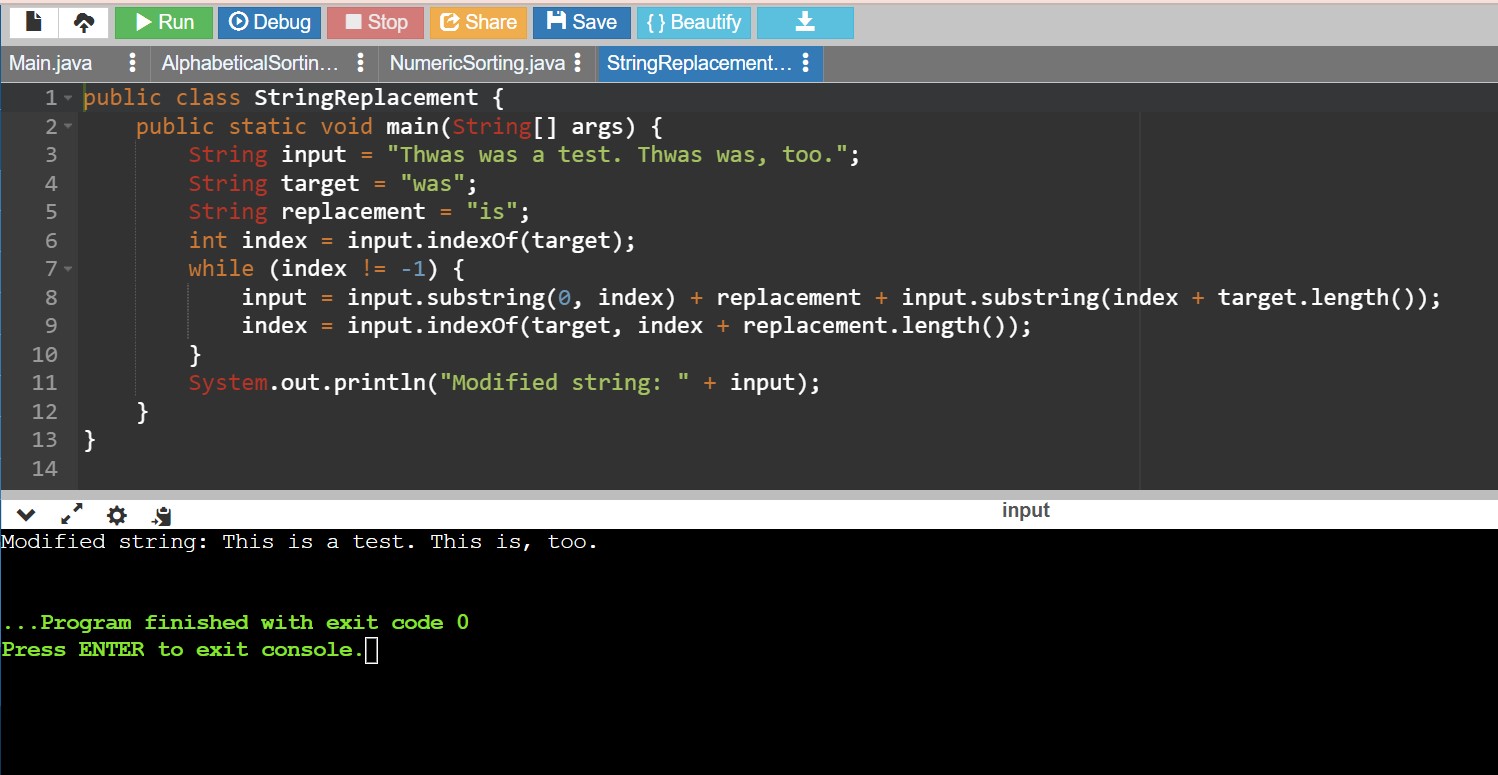 Run Debug Stop Share Save { } Beautify
Main.java AlphabeticalSortin... NumericSorting.java StringReplacement...
1 public class StringReplacement {
2     public static void main(String[] args) {
3         String input = "Thwas was a test. Thwas was, too.";
4         String target = "was";
5         String replacement = "is";
6         int index = input.indexOf(target);
7         while (index != -1) {
8             input = input.substring(0, index) + replacement + input.substring(index + target.length());
9             index = input.indexOf(target, index + replacement.length());
10         }
11         System.out.println("Modified string: " + input);
12     }
13 }
14
input
Modified string: This is a test. This is, too.
...Program finished with exit code 0
Press ENTER to exit console.